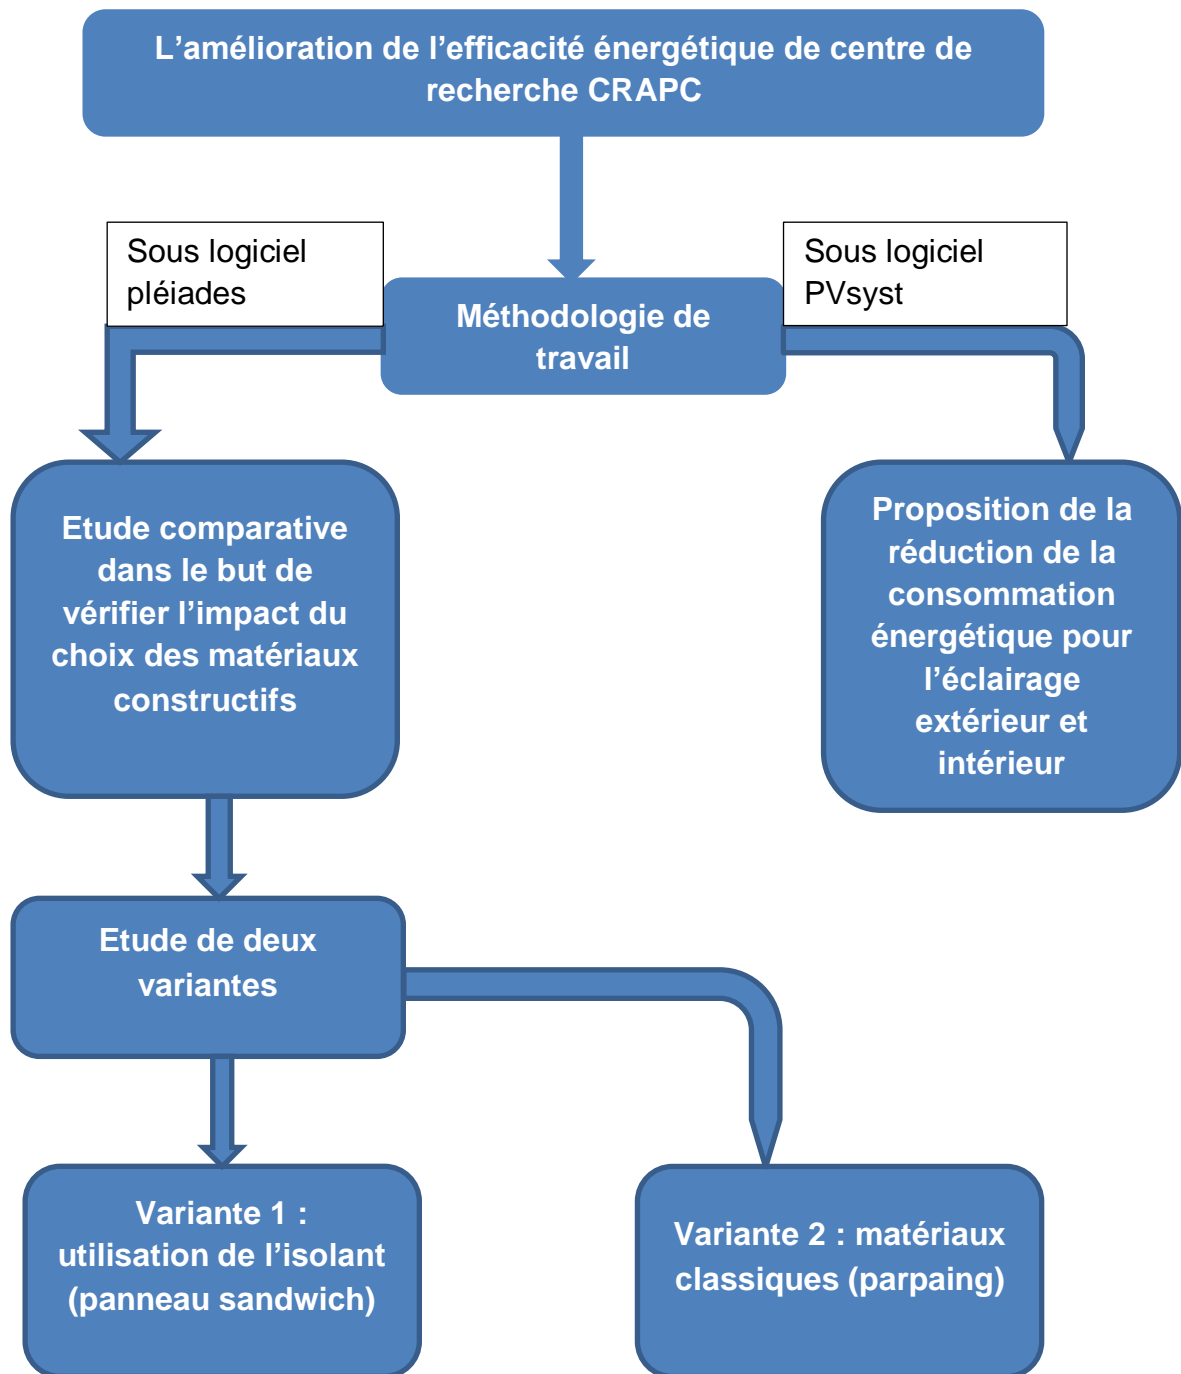 L’amélioration de l’efficacité énergétique de centre de
recherche CRAPC
Sous logiciel
pléiades
Sous logiciel
PVsyst
Méthodologie de
travail
Etude comparative
dans le but de
vérifier l’impact du
choix des matériaux
constructifs
Proposition de la
réduction de la
consommation
énergétique pour
l’éclairage
extérieur et
intérieur
Etude de deux
variantes
Variante 1 :
utilisation de l’isolant
(panneau sandwich)
Variante 2 : matériaux
classiques (parpaing)